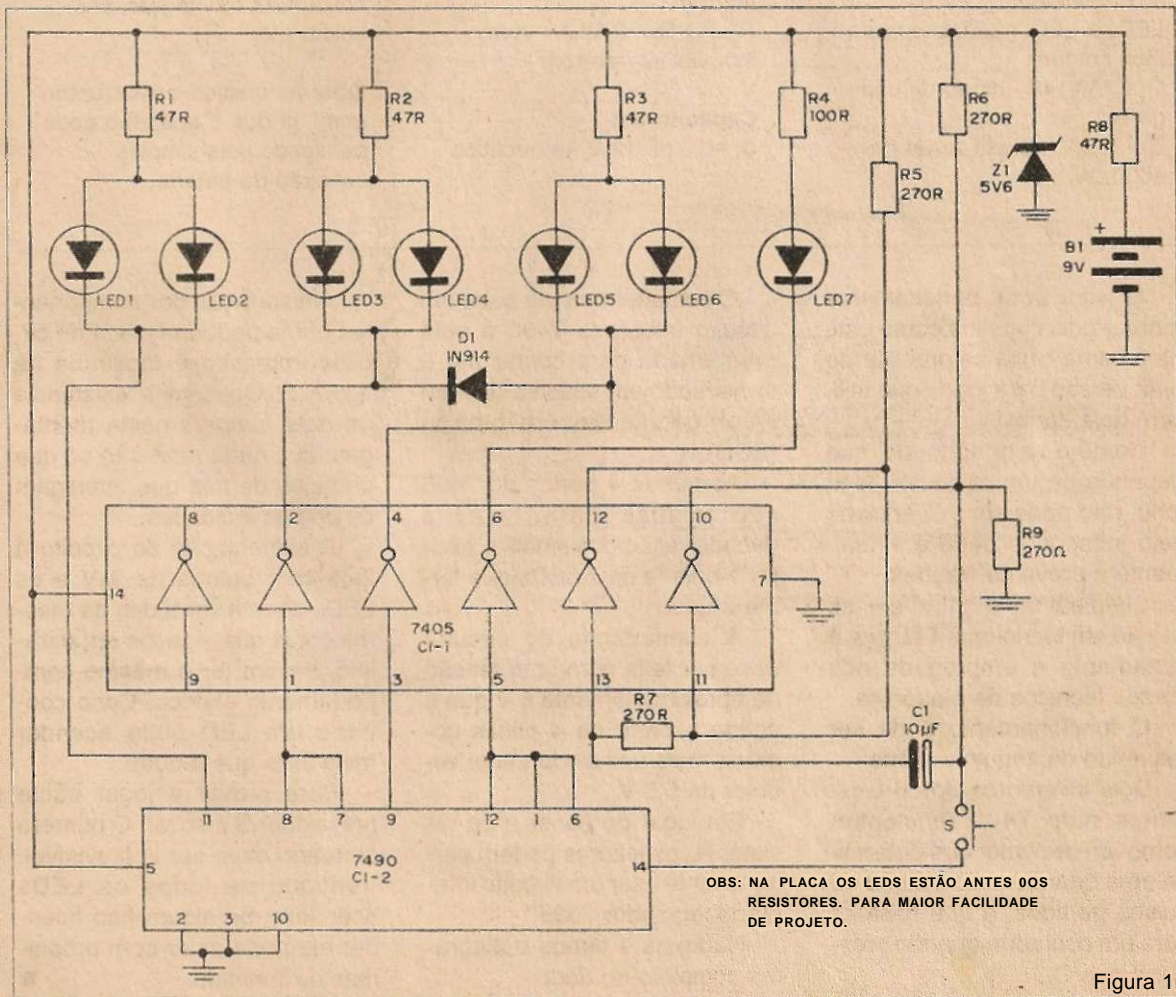 R1
47R
R2
47R
R3
47R
R4
100R
R5
270R
R6
270R
Z1
5V6
R8
47R
+
B1
9V
LED1
LED2
LED3
LED4
LED5
LED6
LED7
D1
1N914
8
2
4
6
12
10
14
7
R9
270Ω
7405
CI-1
9
1
3
5
13
11
R7
270R
C1
10µF
S
11
8
1
7
9
12
6
5
7490
CI-2
14
2
3
10
OBS: NA PLACA OS LEDS ESTÃO ANTES 0OS
RESISTORES. PARA MAIOR FACILIDADE
DE PROJETO.
Figura 1